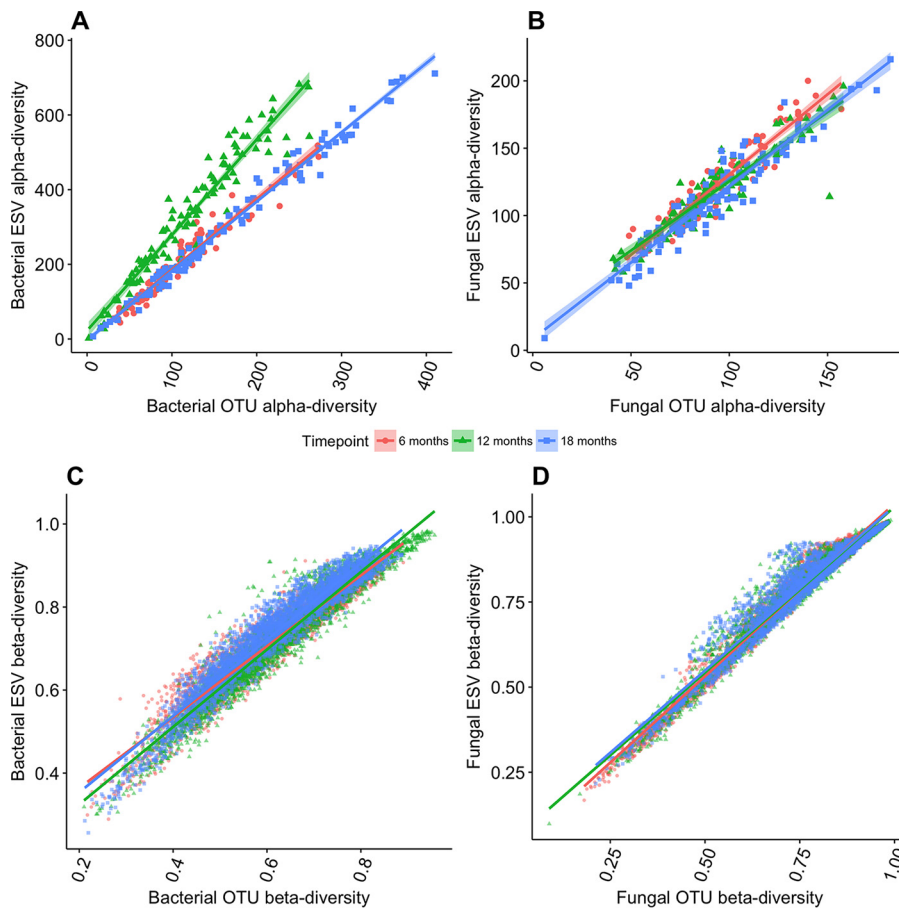 A
800
600
400
200
0
Bacterial ESV alpha-diversity
0 100 200 300 400
Bacterial OTU alpha-diversity
B
200
150
100
50
0
Fungal ESV alpha-diversity
0 50 100 150
Fungal OTU alpha-diversity
Timepoint 6 months 12 months 18 months
C
1.0
0.8
0.6
0.4
Bacterial ESV beta-diversity
0.2 0.4 0.6 0.8
Bacterial OTU beta-diversity
D
1.00
0.75
0.50
0.25
Fungal ESV beta-diversity
0.25 0.50 0.75 1.00
Fungal OTU beta-diversity